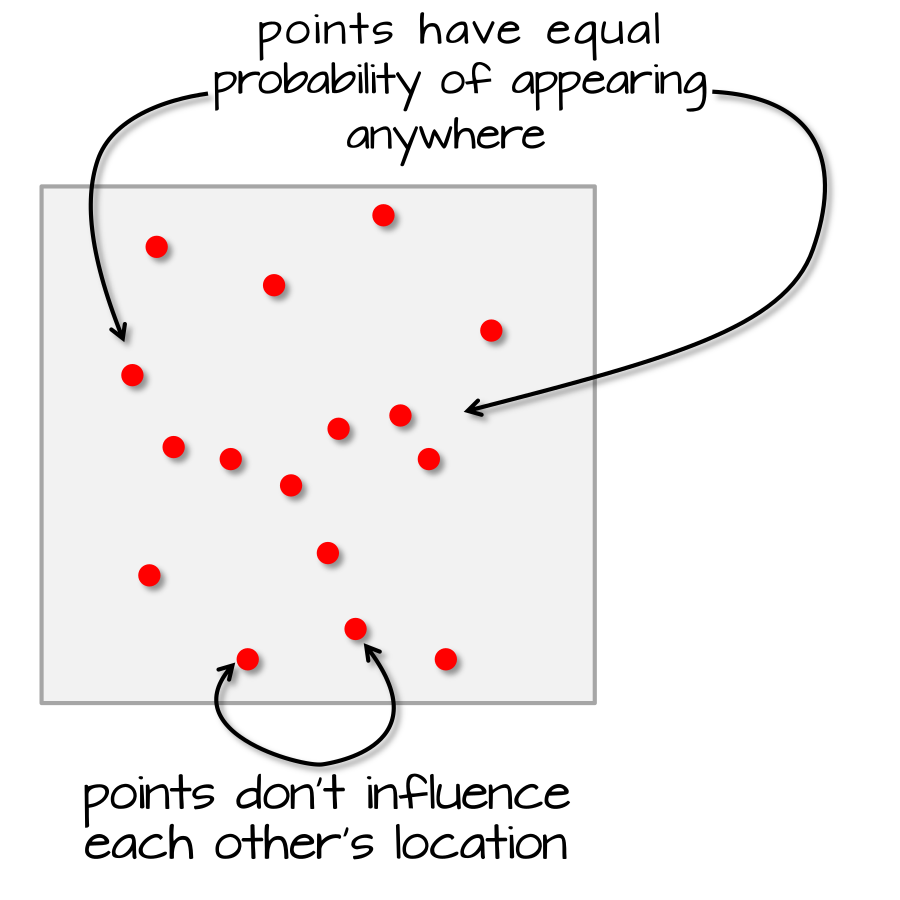 points have equal
probability of appearing
anywhere
points don't influence
each other's location